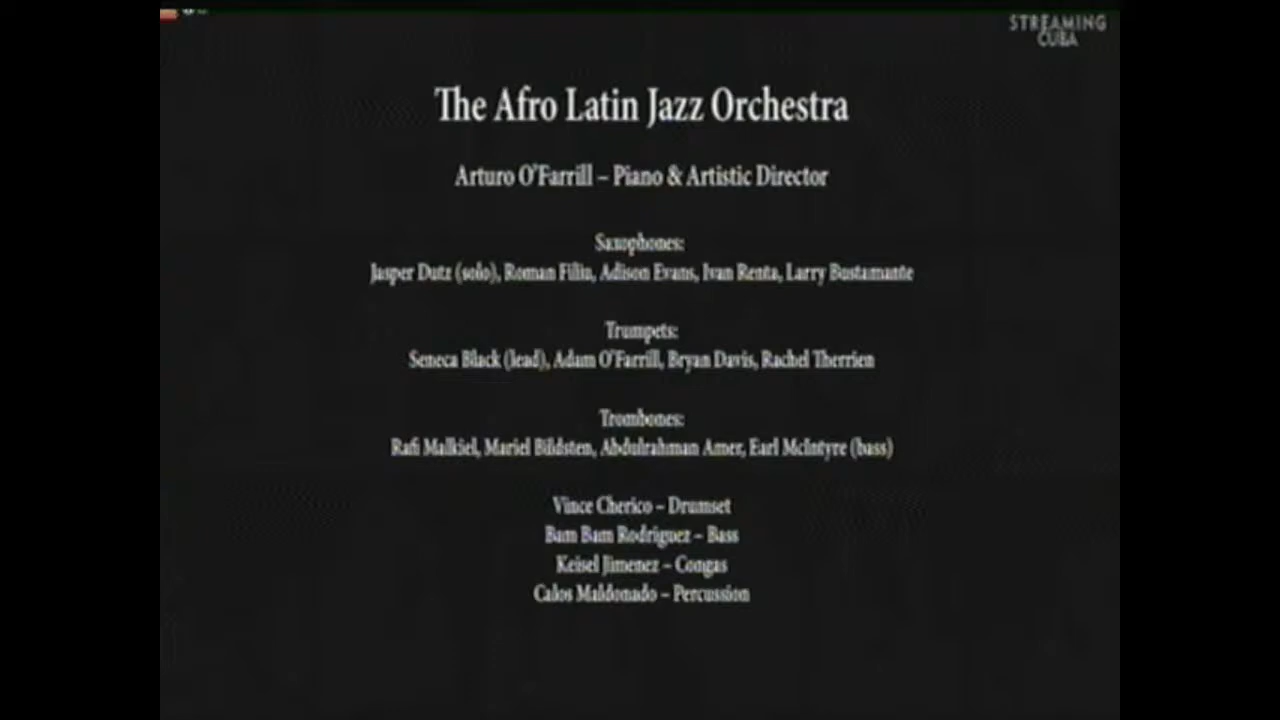 STREAMING
CUBA
The Afro Latin Jazz Orchestra
Arturo O'Farrill – Piano & Artistic Director
Saxophones:
Jasper Dutz (solo), Roman Filiu, Adison Evans, Ivan Renta, Larry Bustamante
Trumpets:
Seneca Black (lead), Adam O'Farrill, Bryan Davis, Rachel Therrien
Trombones:
Rafi Malkiel, Mariel Bildsten, Abdulrahman Amer, Earl McIntyre (bass)
Vince Cherico – Drumset
Bam Bam Rodriguez – Bass
Keisel Jimenez – Congas
Calos Maldonado – Percussion